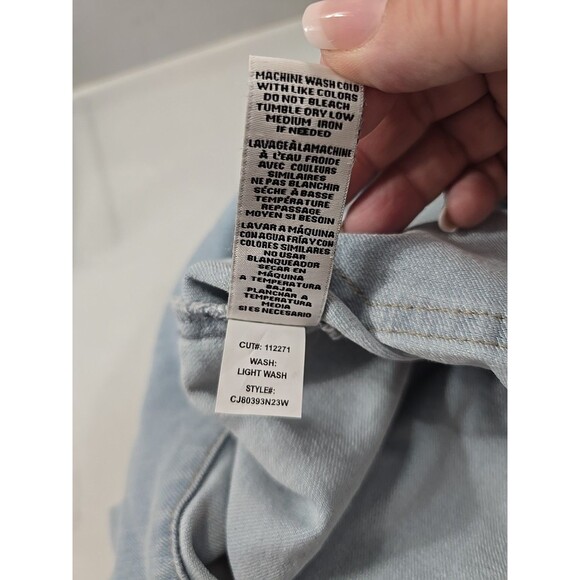 MACHINE WASH COLD
WITH LIKE COLORS
DO NOT BLEACH
TUMBLE DRY LOW
MEDIUM IRON
IF NEEDED
LAVAGE À LA MACHINE
À L'EAU FROIDE
AVEC COULEURS
SIMILAIRES
NE PAS BLANCHIR
SÉCHE À BASSE
TEMPÉRATURE
REPASSAGE
MOYEN SI BESOIN
LAVAR A MÁQUINA
CON AGUA FRÍA Y CON
COLORES SIMILARES
NO USAR
BLANQUEADOR
SECAR EN
MÁQUINA
A TEMPERATURA
BAJA
PLANCHAR A
TEMPERATURA
MEDIA
SI ES NECESARIO
CUT#: 112271
WASH:
LIGHT WASH
STYLE#:
CJ80393N23W